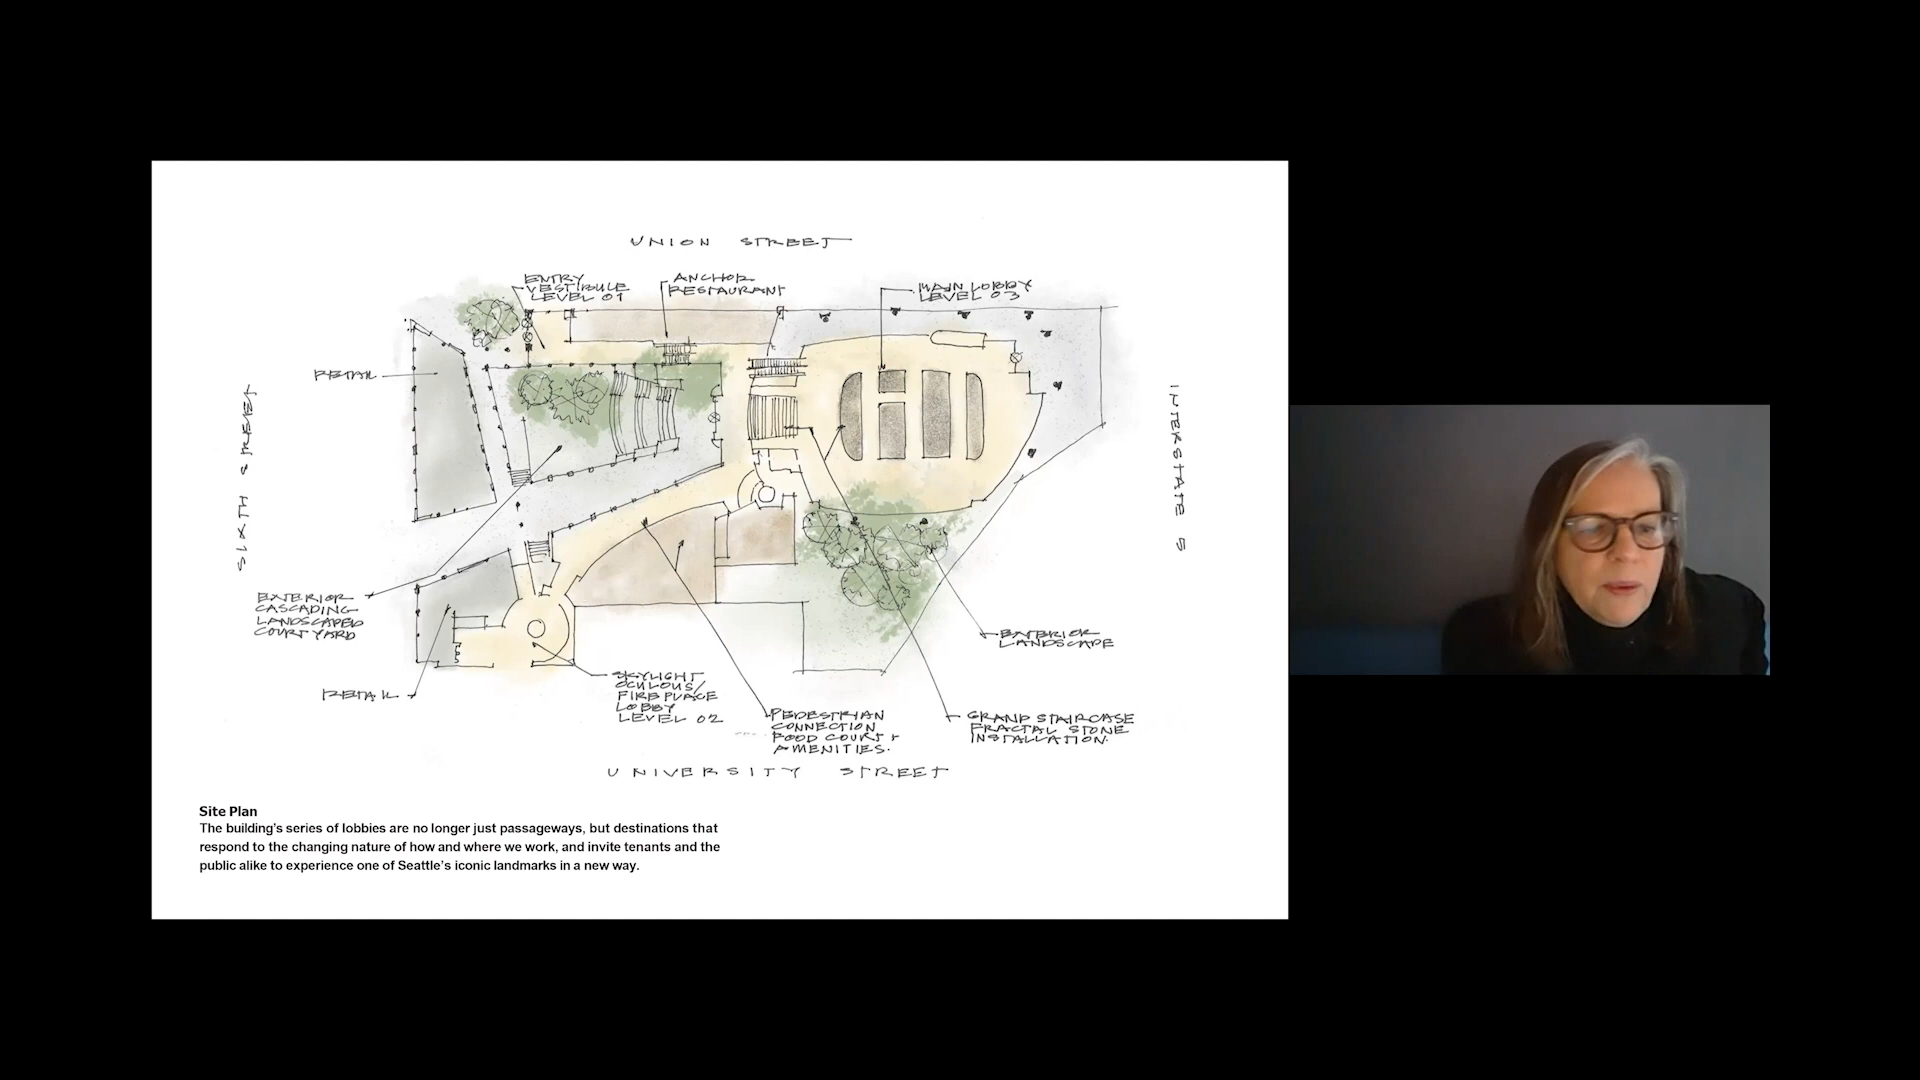 UNION STREET
ENTRY
VESTIBULE
LEVEL 01
ANCHOR
RESTAURANT
MAIN LOBBY
LEVEL 03
RETAIL
SIXTH STREET
INTERSTATE 5
EXTERIOR
CASCADING
LANDSCAPED
COURTYARD
EXTERIOR
LANDSCAPE
RETAIL
SKYLIGHT
OCULOUS/
FIREPLACE
LOBBY
LEVEL 02
PEDESTRIAN
CONNECTION
FOOD COURT +
AMENITIES.
GRAND STAIRCASE
FRACTAL STONE
INSTALLATION.
UNIVERSITY STREET
Site Plan
The building's series of lobbies are no longer just passageways, but destinations that
respond to the changing nature of how and where we work, and invite tenants and the
public alike to experience one of Seattle's iconic landmarks in a new way.